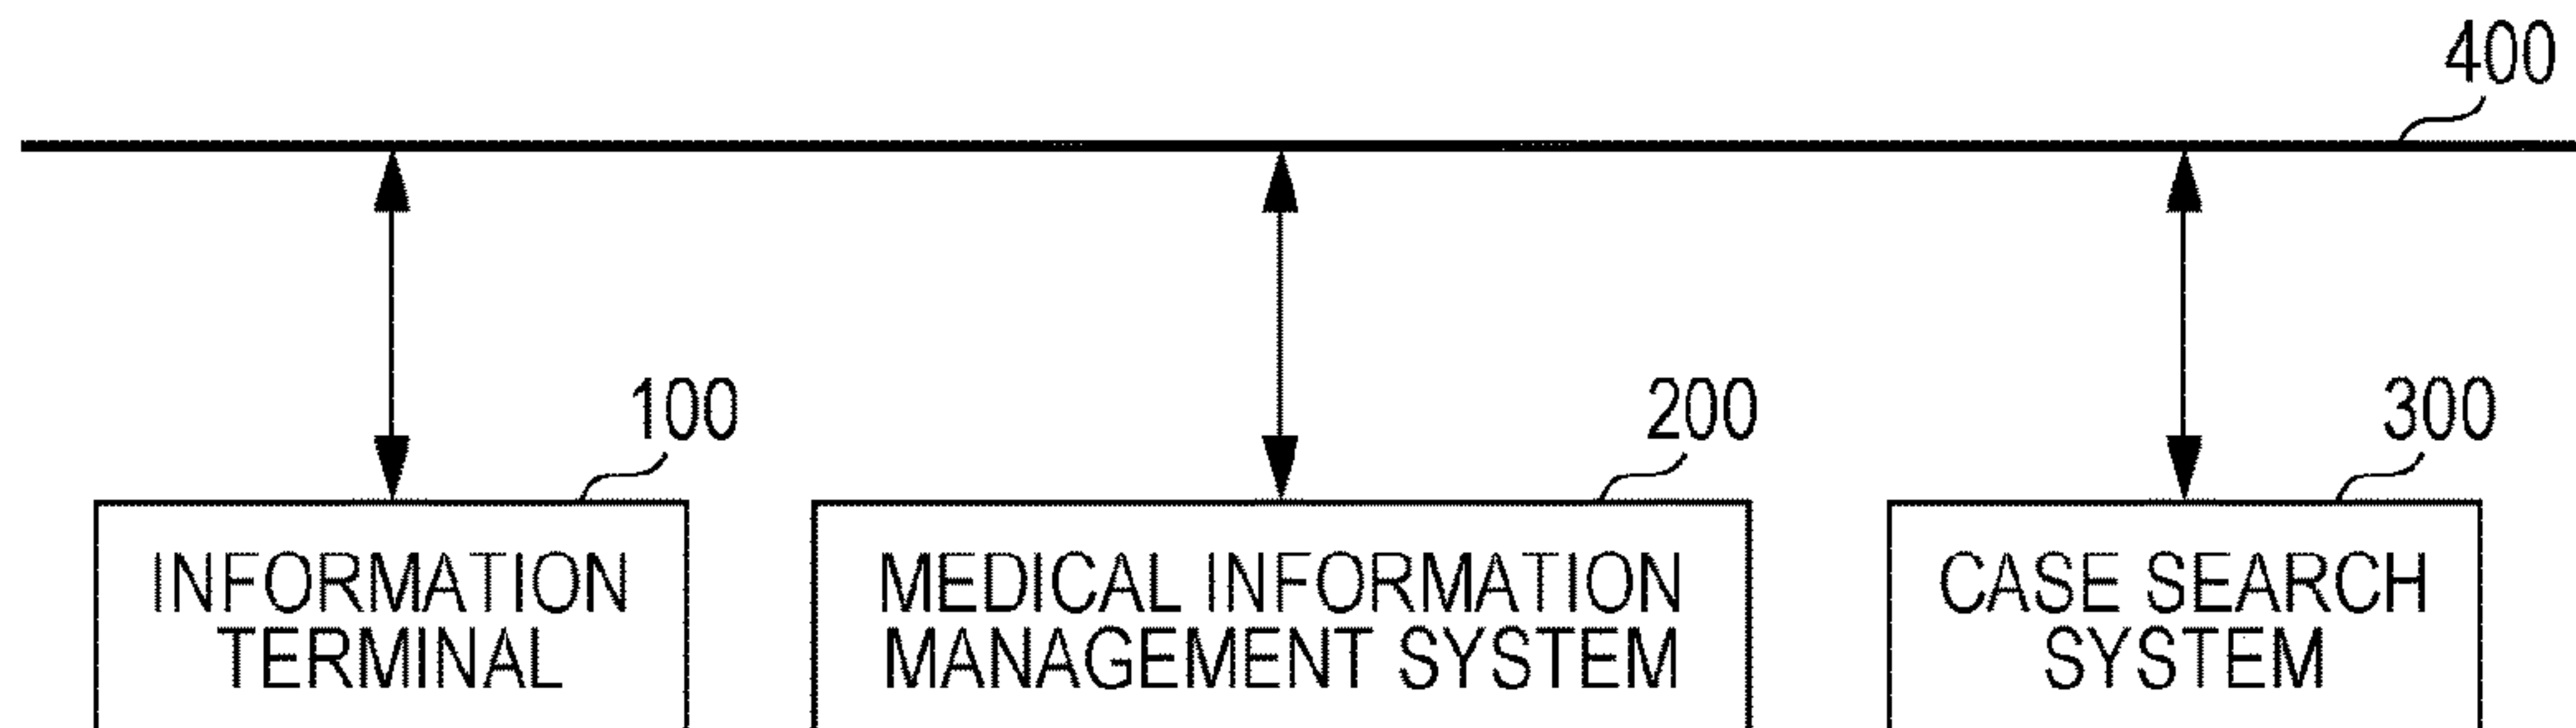 400
100
200
300
INFORMATION
TERMINAL
MEDICAL INFORMATION
MANAGEMENT SYSTEM
CASE SEARCH
SYSTEM